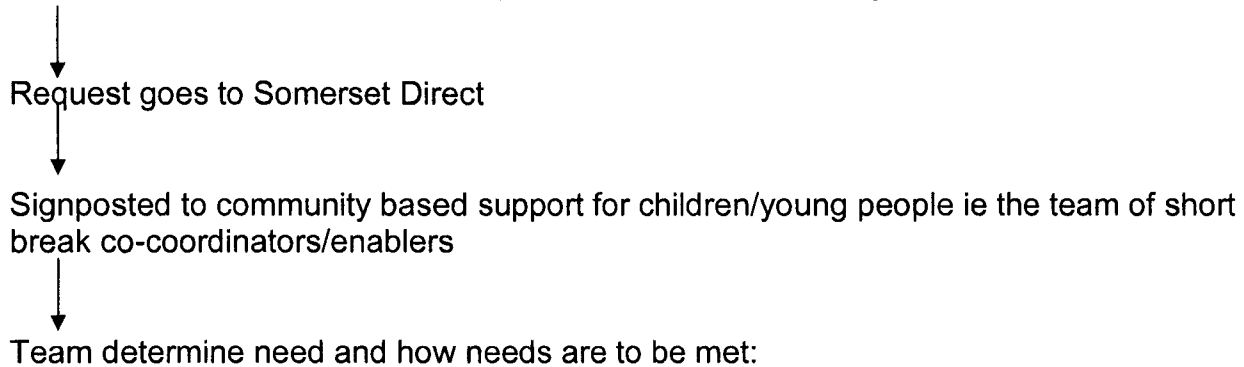 Request goes to Somerset Direct
Signposted to community based support for children/young people ie the team of short
break co-coordinators/enablers
Team determine need and how needs are to be met: